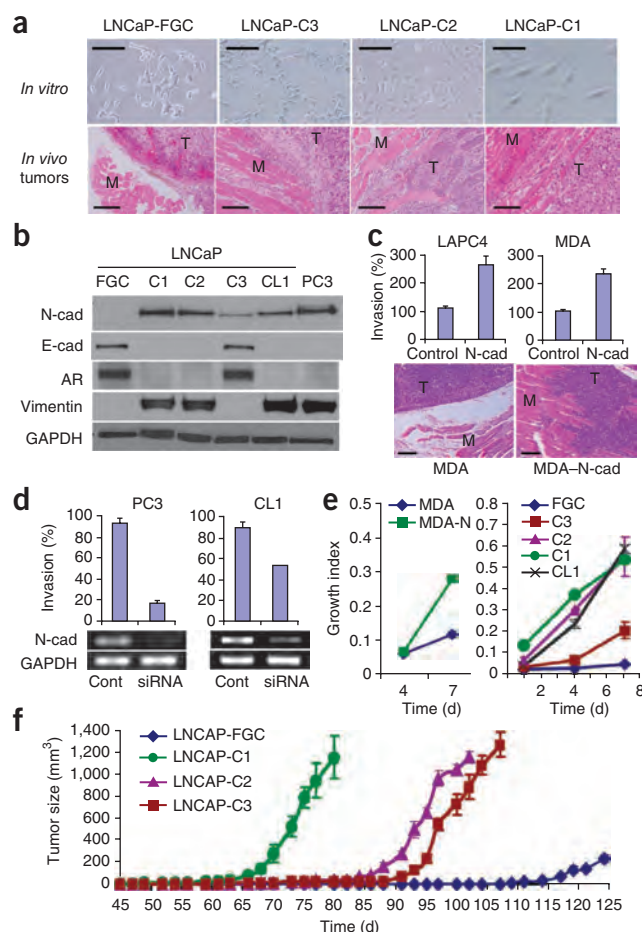 a
LNCaP-FGC LNCaP-C3 LNCaP-C2 LNCaP-C1
In vitro
In vivo
tumors
T
M
T
M
M
T
M
T
b
LNCaP
FGC C1 C2 C3 CL1 PC3
N-cad
E-cad
AR
Vimentin
GAPDH
c
LAPC4 MDA
Invasion (%)
300
200
100
0
Control N-cad
300
200
100
0
Control N-cad
T
M
T
M
MDA MDA–N-cad
d
PC3 CL1
Invasion (%)
100
80
60
40
20
0
100
80
60
40
20
0
N-cad
GAPDH
Cont siRNA Cont siRNA
e
MDA
MDA-N
Growth index
0.5
0.4
0.3
0.2
0.1
0
4 7
Time (d)
FGC
C3
C2
C1
CL1
0.8
0.7
0.6
0.5
0.4
0.3
0.2
0.1
0
2 4 6 8
Time (d)
f
LNCAP-FGC
LNCAP-C1
LNCAP-C2
LNCAP-C3
Tumor size (mm³)
1,400
1,200
1,000
800
600
400
200
0
45 50 55 60 65 70 75 80 85 90 95 100 105 110 115 120 125
Time (d)